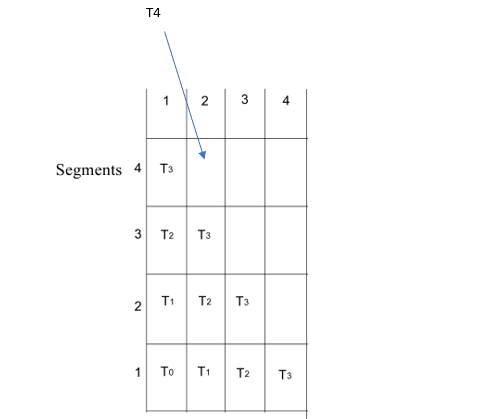 T4
1 2 3 4
Segments 4 T3
3 T2 T3
2 T1 T2 T3
1 T0 T1 T2 T3